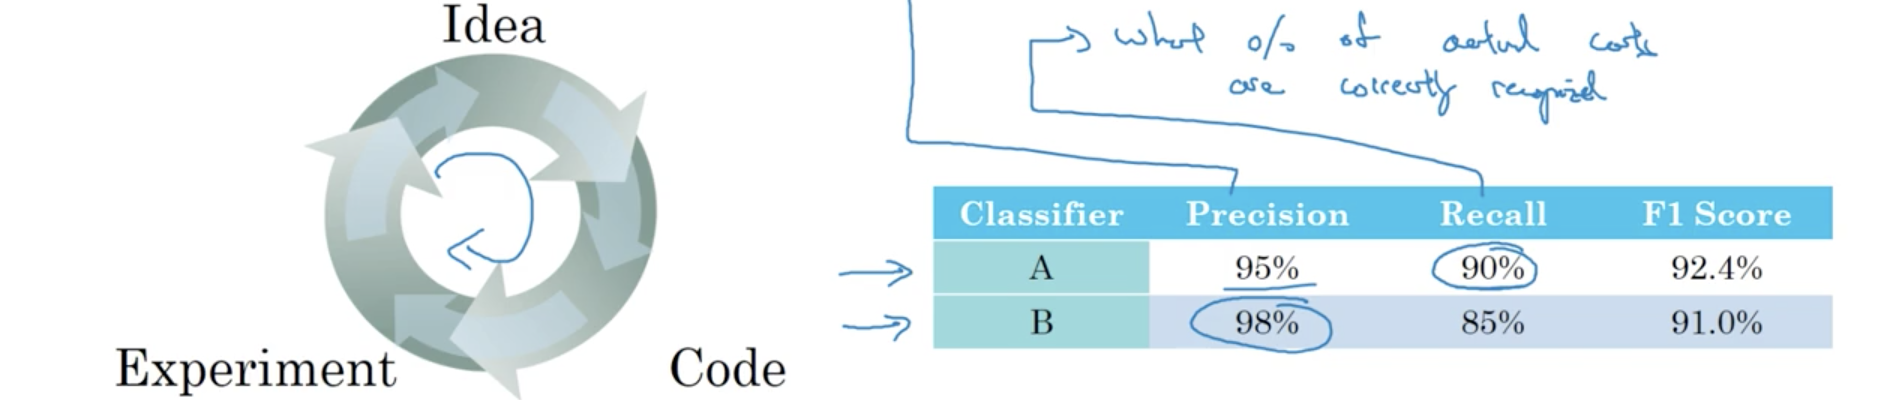 Idea
what % of actual cats
are correctly recognized
Classifier Precision Recall F1 Score
A 95% 90% 92.4%
B 98% 85% 91.0%
Experiment
Code